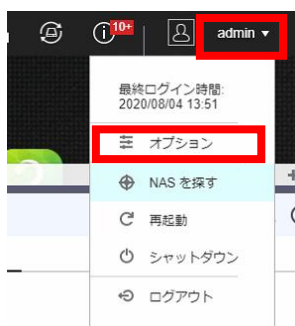 10+
admin ▼
最終ログイン時間:
2020/08/04 13:51
オプション
NAS を探す
再起動
シャットダウン
ログアウト